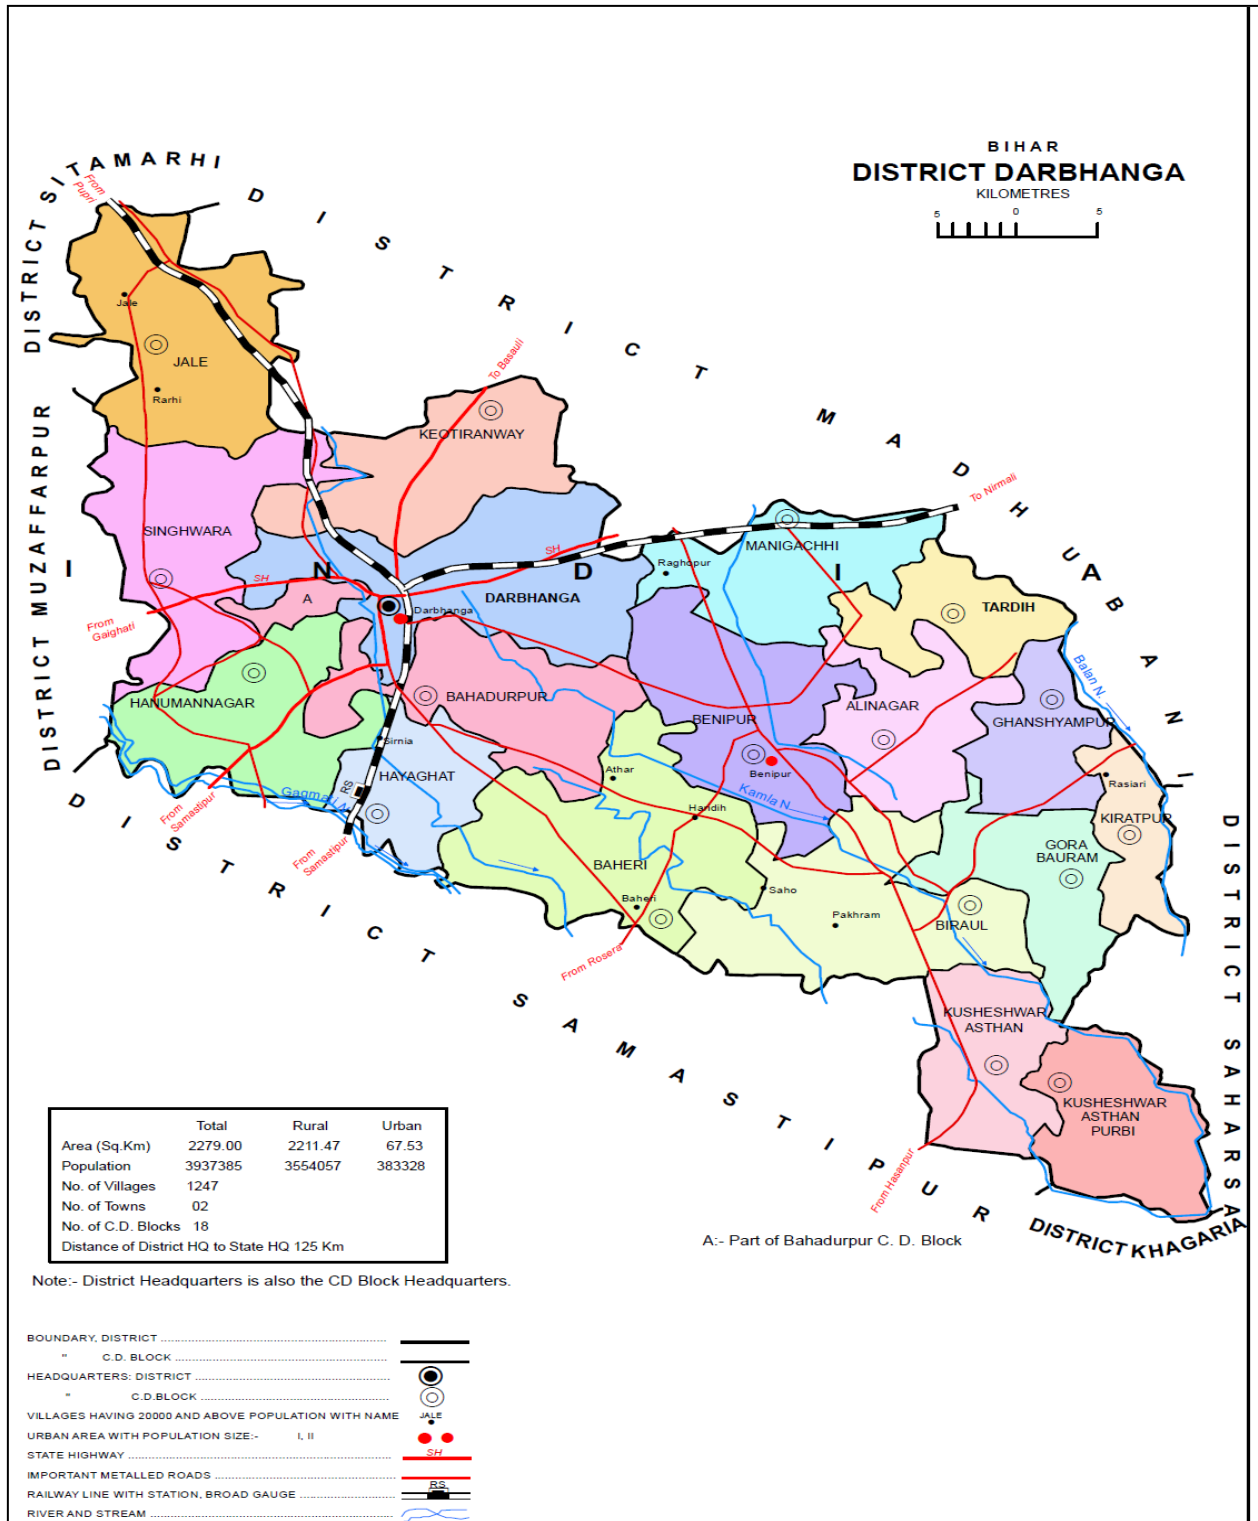 BIHAR
DISTRICT DARBHANGA
KILOMETRES
5 0 5
DISTRICT SITAMARHI
DISTRICT MADHUBANI
DISTRICT MUZAFFARPUR
DISTRICT SAMASTIPUR
DISTRICT SAHARSA
DISTRICT KHAGARIA
I N D I A
From Pupri
Jale
JALE
Rarhi
To Basauli
KEOTIRANWAY
To Nirmali
SINGHWARA
SH
SH
MANIGACHHI
Raghopur
A
DARBHANGA
Darbhanga
TARDIH
From Gaighati
Balan N.
HANUMANNAGAR
BAHADURPUR
BENIPUR
ALINAGAR
GHANSHYAMPUR
Sirnia
HAYAGHAT
RS
Athar
Benipur
Rasiari
Gagmati N.
Kamla N.
From Samastipur
Handih
KIRATPUR
From Samastipur
BAHERI
GORA
BAURAM
Baheri
Saho
Pakhram
BIRAUL
From Rosera
KUSHESHWAR
ASTHAN
KUSHESHWAR
ASTHAN
PURBI
From Hasanpur
Total Rural Urban
Area (Sq.Km) 2279.00 2211.47 67.53
Population 3937385 3554057 383328
No. of Villages 1247
No. of Towns 02
No. of C.D. Blocks 18
Distance of District HQ to State HQ 125 Km
A:- Part of Bahadurpur C. D. Block
Note:- District Headquarters is also the CD Block Headquarters.
BOUNDARY, DISTRICT
" C.D. BLOCK
HEADQUARTERS: DISTRICT
" C.D.BLOCK
VILLAGES HAVING 20000 AND ABOVE POPULATION WITH NAME JALE
URBAN AREA WITH POPULATION SIZE:- I, II
STATE HIGHWAY SH
IMPORTANT METALLED ROADS
RAILWAY LINE WITH STATION, BROAD GAUGE RS
RIVER AND STREAM